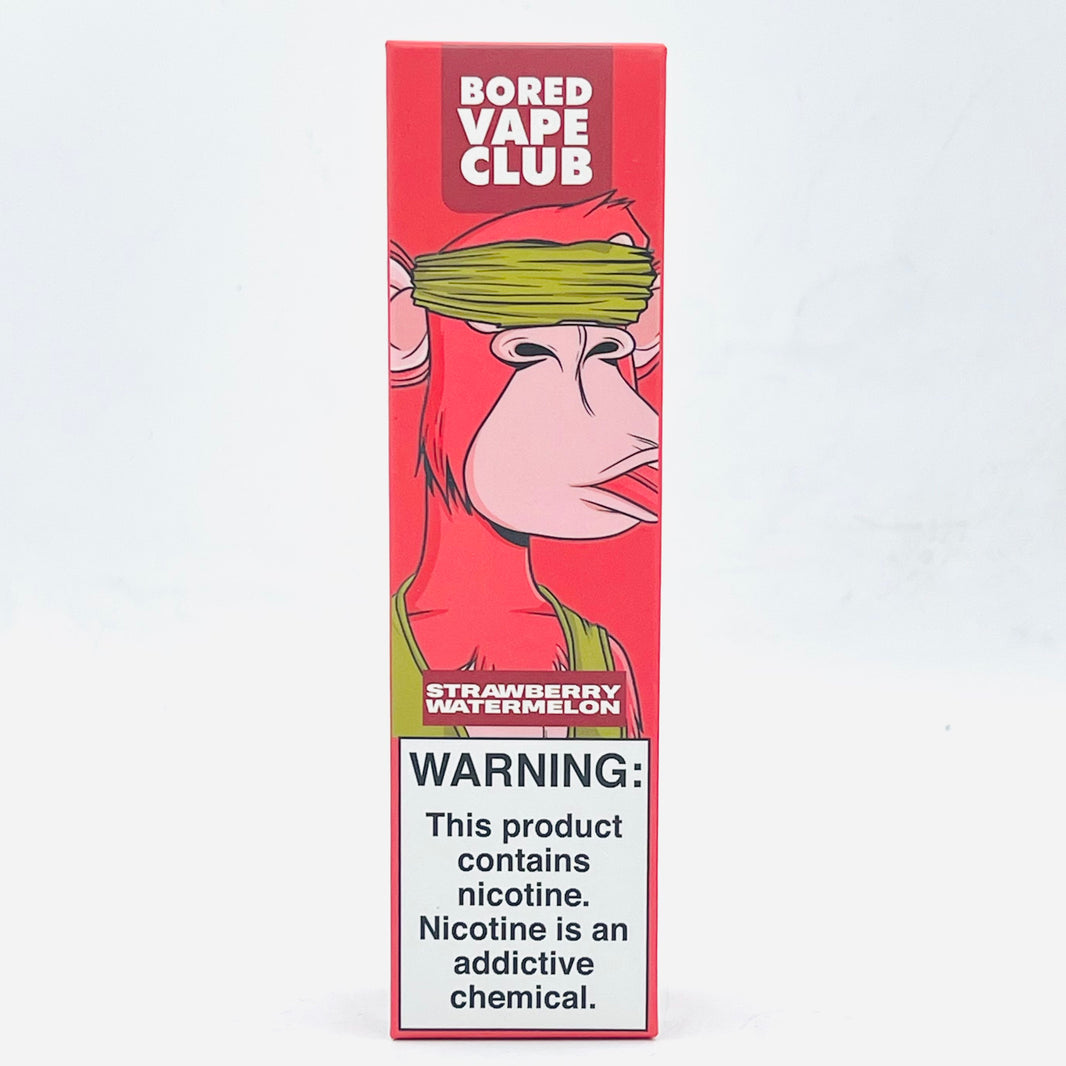 BORED
VAPE
CLUB
STRAWBERRY
WATERMELON
WARNING:
This product
contains
nicotine.
Nicotine is an
addictive
chemical.